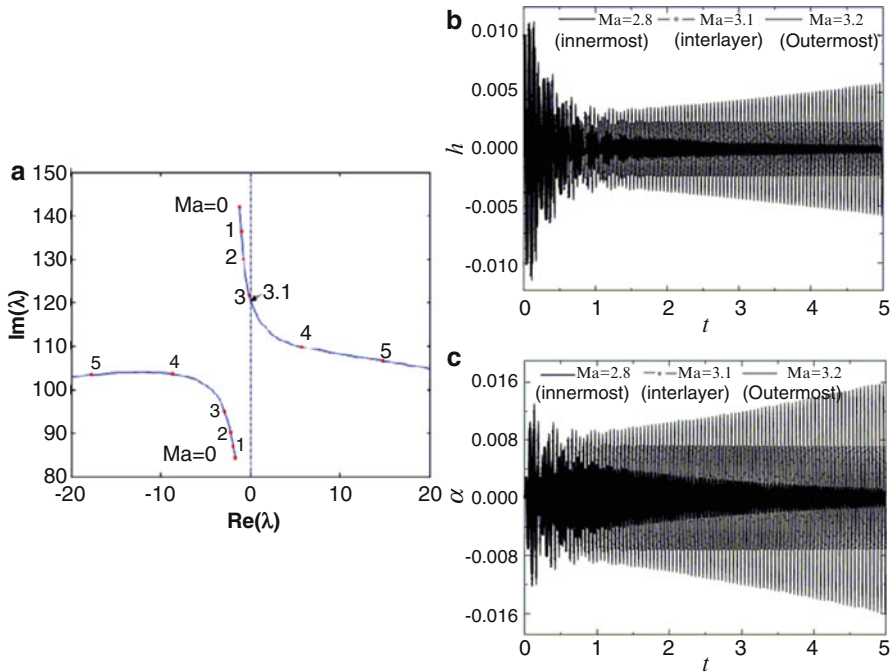 a
150
140
130
120
110
100
90
80
Im(λ)
Ma=0
1
2
3
3.1
4
5
5
4
3
2
1
Ma=0
-20
-10
0
10
20
Re(λ)
b
Ma=2.8 Ma=3.1 Ma=3.2
(innermost) (interlayer) (Outermost)
0.010
0.005
0.000
-0.005
-0.010
h
0 1 2 3 4 5
t
c
Ma=2.8 Ma=3.1 Ma=3.2
(innermost) (interlayer) (Outermost)
0.016
0.008
0.000
-0.008
-0.016
α
0 1 2 3 4 5
t